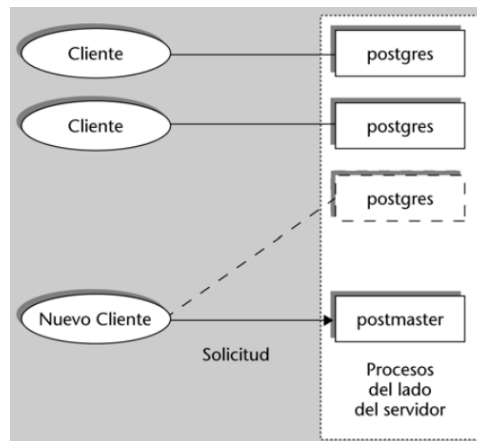 Cliente
postgres
Cliente
postgres
postgres
Nuevo Cliente
postmaster
Solicitud
Procesos
del lado
del servidor